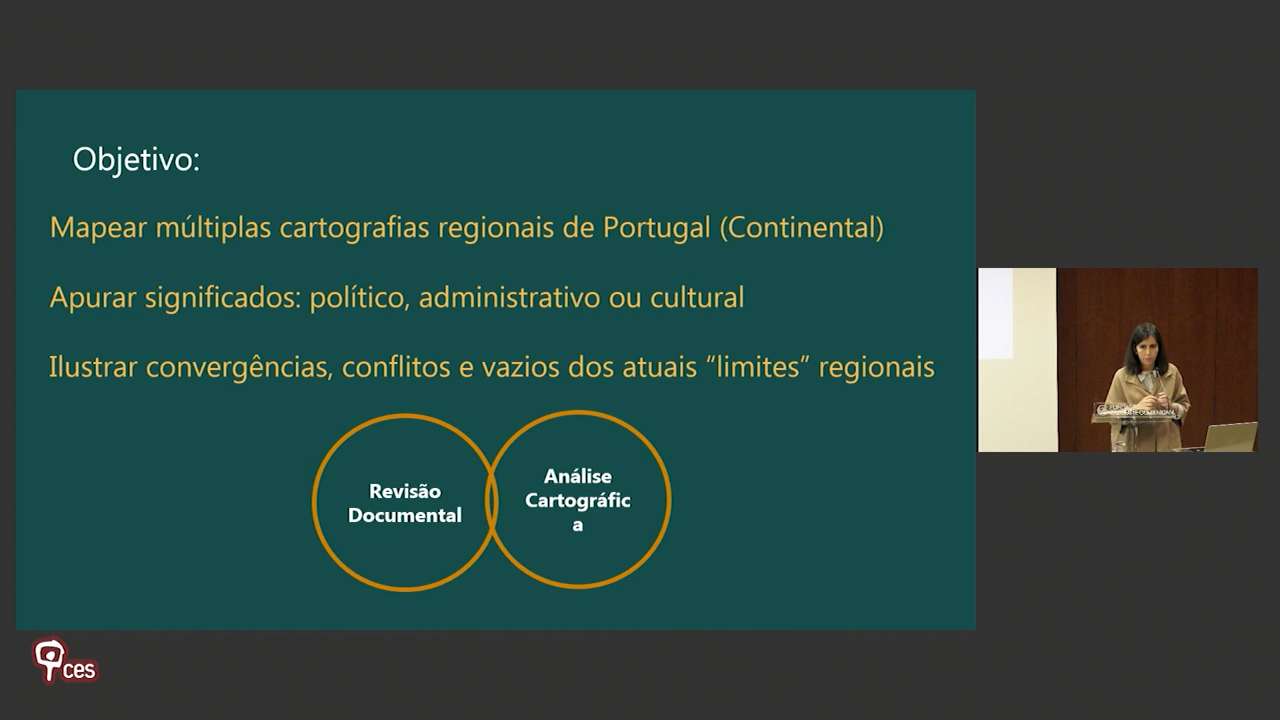 Objetivo:
Mapear múltiplas cartografias regionais de Portugal (Continental)
Apurar significados: político, administrativo ou cultural
Ilustrar convergências, conflitos e vazios dos atuais “limites” regionais
Revisão
Documental
Análise
Cartográfic
a
ces